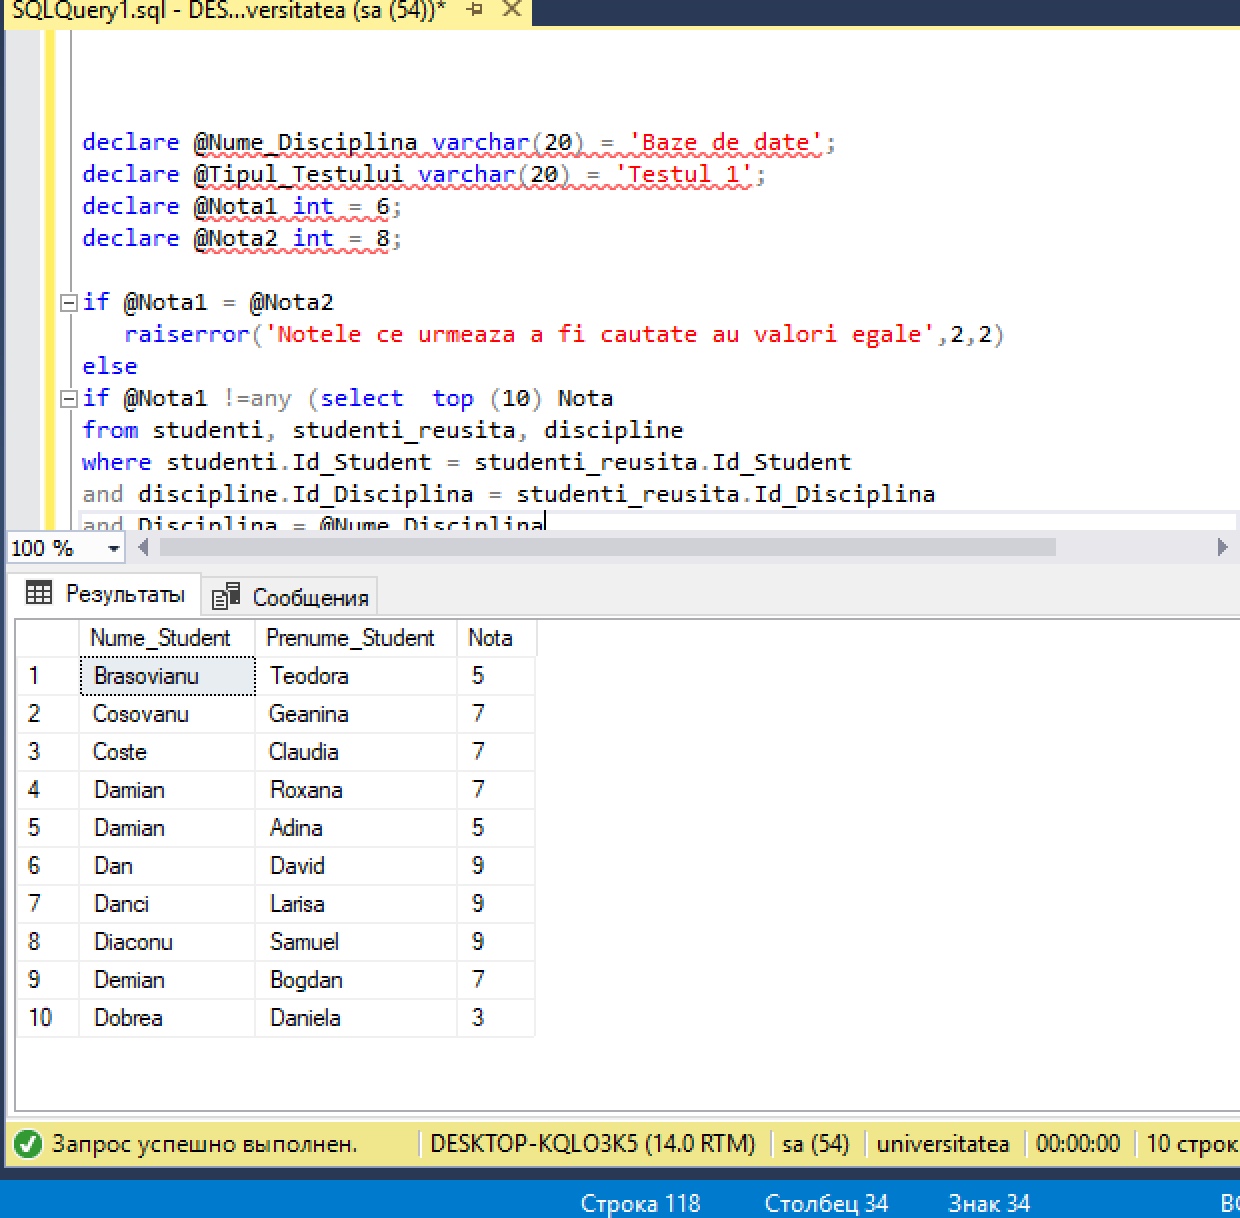 SQLQuery1.sql - DES...versitatea (sa (54))*
declare @Nume_Disciplina varchar(20) = 'Baze de date';
declare @Tipul_Testului varchar(20) = 'Testul 1';
declare @Nota1 int = 6;
declare @Nota2 int = 8;
if @Nota1 = @Nota2
raiserror('Notele ce urmeaza a fi cautate au valori egale',2,2)
else
if @Nota1 !=any (select  top (10) Nota
from studenti, studenti_reusita, discipline
where studenti.Id_Student = studenti_reusita.Id_Student
and discipline.Id_Disciplina = studenti_reusita.Id_Disciplina
and Disciplina = @Nume_Disciplina
100 %
Результаты Сообщения
Nume_Student Prenume_Student Nota
1 Brasovianu Teodora 5
2 Cosovanu Geanina 7
3 Coste Claudia 7
4 Damian Roxana 7
5 Damian Adina 5
6 Dan David 9
7 Danci Larisa 9
8 Diaconu Samuel 9
9 Demian Bogdan 7
10 Dobrea Daniela 3
Запрос успешно выполнен. DESKTOP-KQLO3K5 (14.0 RTM) sa (54) universitatea 00:00:00 10 строк
Строка 118 Столбец 34 Знак 34